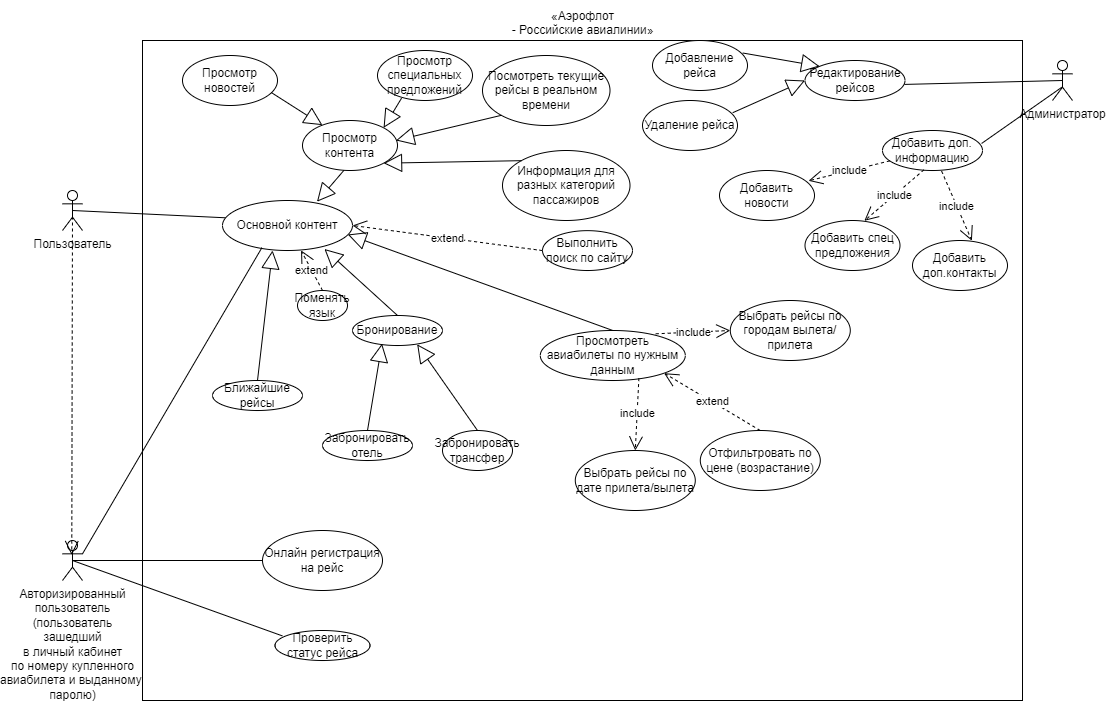 «Аэрофлот
- Российские авиалинии»
Просмотр
новостей
Просмотр
специальных
предложений
Посмотреть текущие
рейсы в реальном
времени
Добавление
рейса
Редактирование
рейсов
Удаление рейса
Администратор
Просмотр
контента
Информация для
разных категорий
пассажиров
Добавить доп.
информацию
include
include
include
Добавить
новости
Добавить спец
предложения
Добавить
доп.контакты
Пользователь
Основной контент
extend
Выполнить
поиск по сайту
extend
Поменять
язык
Бронирование
Просмотреть
авиабилеты по нужным
данным
include
Выбрать рейсы по
городам вылета/
прилета
Ближайшие
рейсы
include
extend
Забронировать
отель
Забронировать
трансфер
Выбрать рейсы по
дате прилета/вылета
Отфильтровать по
цене (возрастание)
Онлайн регистрация
на рейс
Авторизированный
пользователь
(пользователь
зашедший
в личный кабинет
по номеру купленного
авиабилета и выданному
паролю)
Проверить
статус рейса